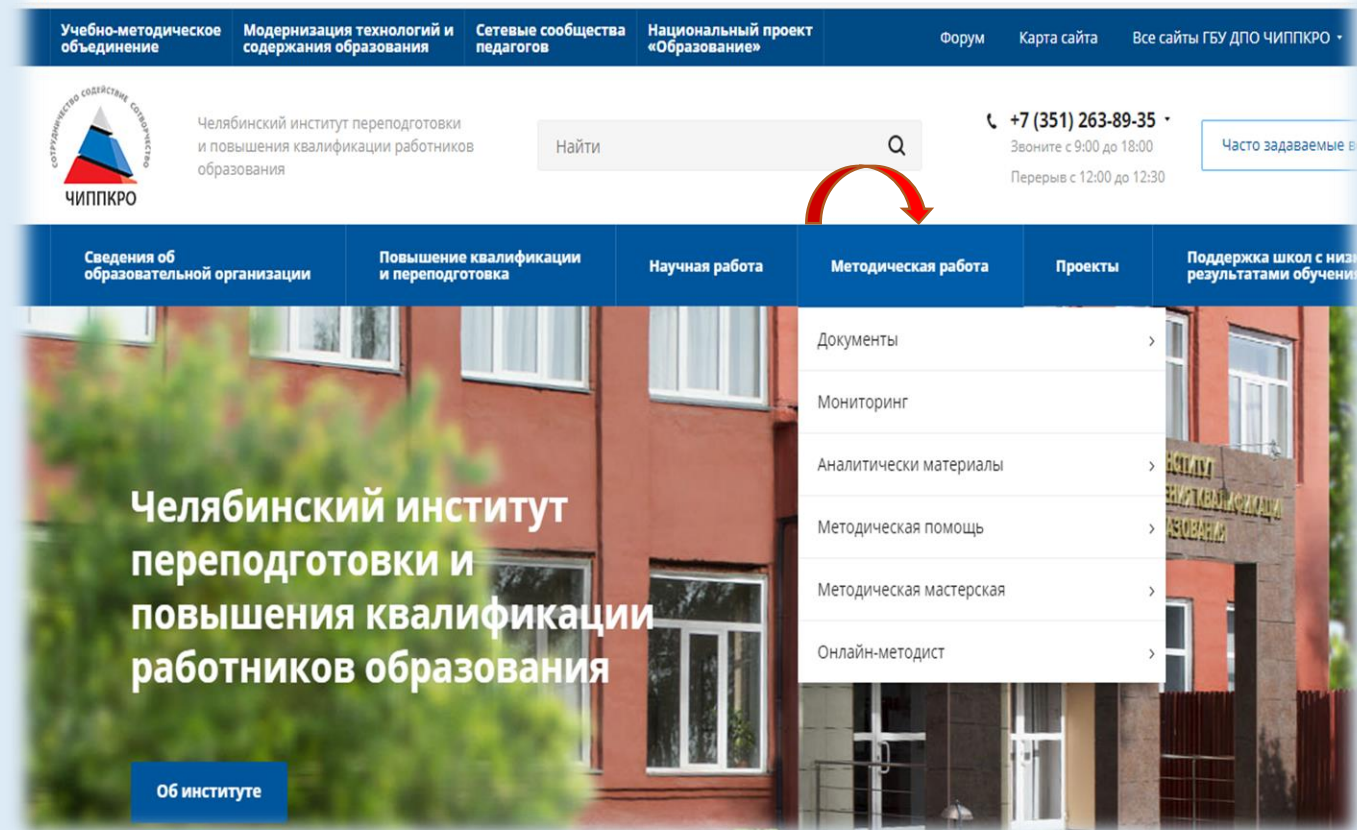 Учебно-методическое
объединение
Модернизация технологий и
содержания образования
Сетевые сообщества
педагогов
Национальный проект
«Образование»
Форум
Карта сайта
Все сайты ГБУ ДПО ЧИППКРО
СОТРУДНИЧЕСТВО СОДЕЙСТВИЕ СОТВОРЧЕСТВО
ЧИППКРО
Челябинский институт переподготовки
и повышения квалификации работников
образования
Найти
+7 (351) 263-89-35
Звоните с 9:00 до 18:00
Перерыв с 12:00 до 12:30
Часто задаваемые
Сведения об
образовательной организации
Повышение квалификации
и переподготовка
Научная работа
Методическая работа
Проекты
Поддержка школ с
результатами обучения
Документы
Мониторинг
Аналитически материалы
Методическая помощь
Методическая мастерская
Онлайн-методист
Челябинский институт
переподготовки и
повышения квалификации
работников образования
Об институте